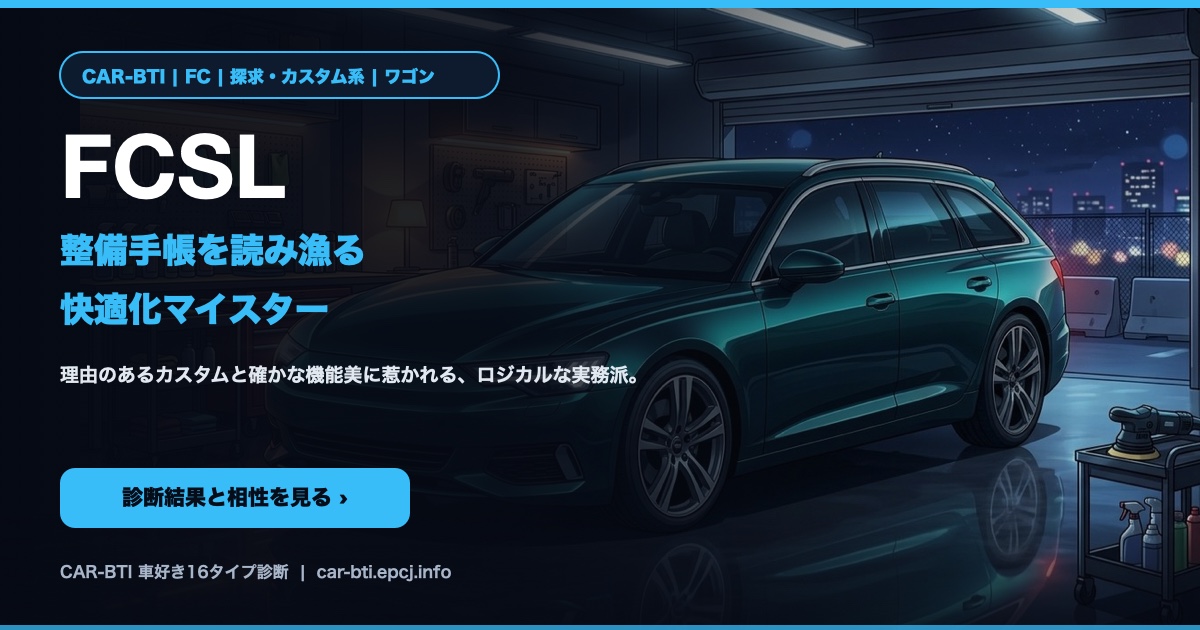 CAR-BTI | FC | 探求・カスタム系 | ワゴン
FCSL
整備手帳を読み漁る
快適化マイスター
理由のあるカスタムと確かな機能美に惹かれる、ロジカルな実務派。
診断結果と相性を見る ›
CAR-BTI 車好き16タイプ診断 | car-bti.epcj.info